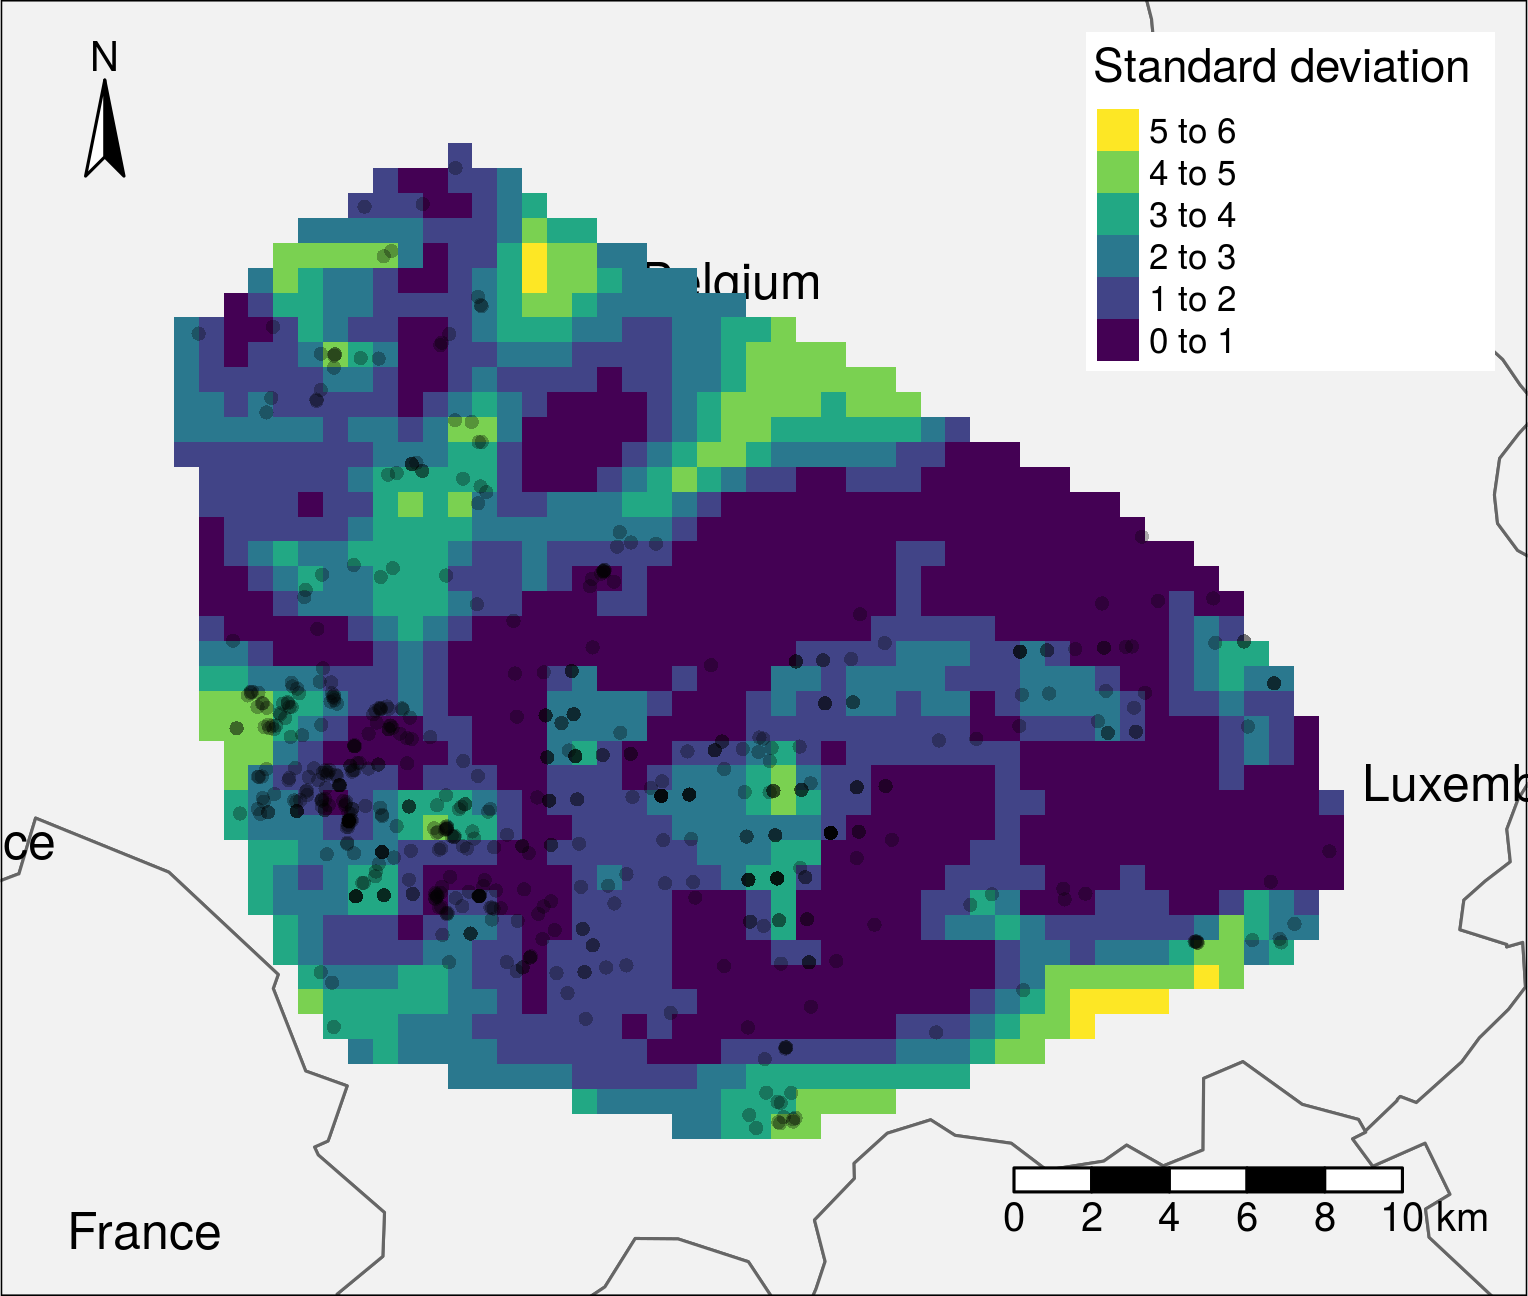 N
Standard deviation
5 to 6
4 to 5
3 to 4
2 to 3
1 to 2
0 to 1
Belgium
Luxemb
ce
France
0 2 4 6 8 10 km